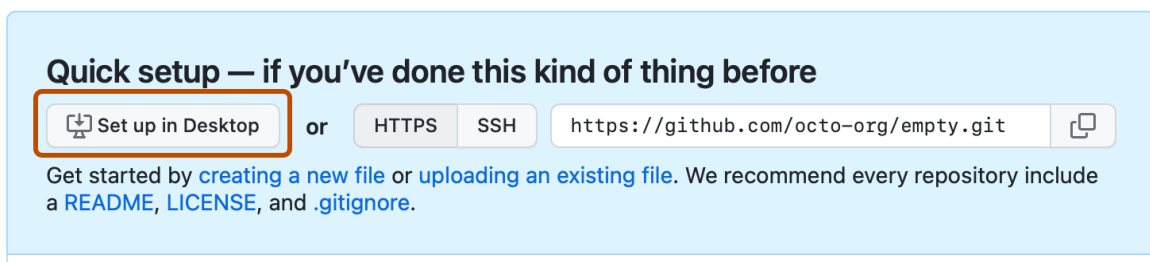 Quick setup — if you’ve done this kind of thing before
Set up in Desktop or HTTPS SSH https://github.com/octo-org/empty.git
Get started by creating a new file or uploading an existing file. We recommend every repository include
a README, LICENSE, and .gitignore.